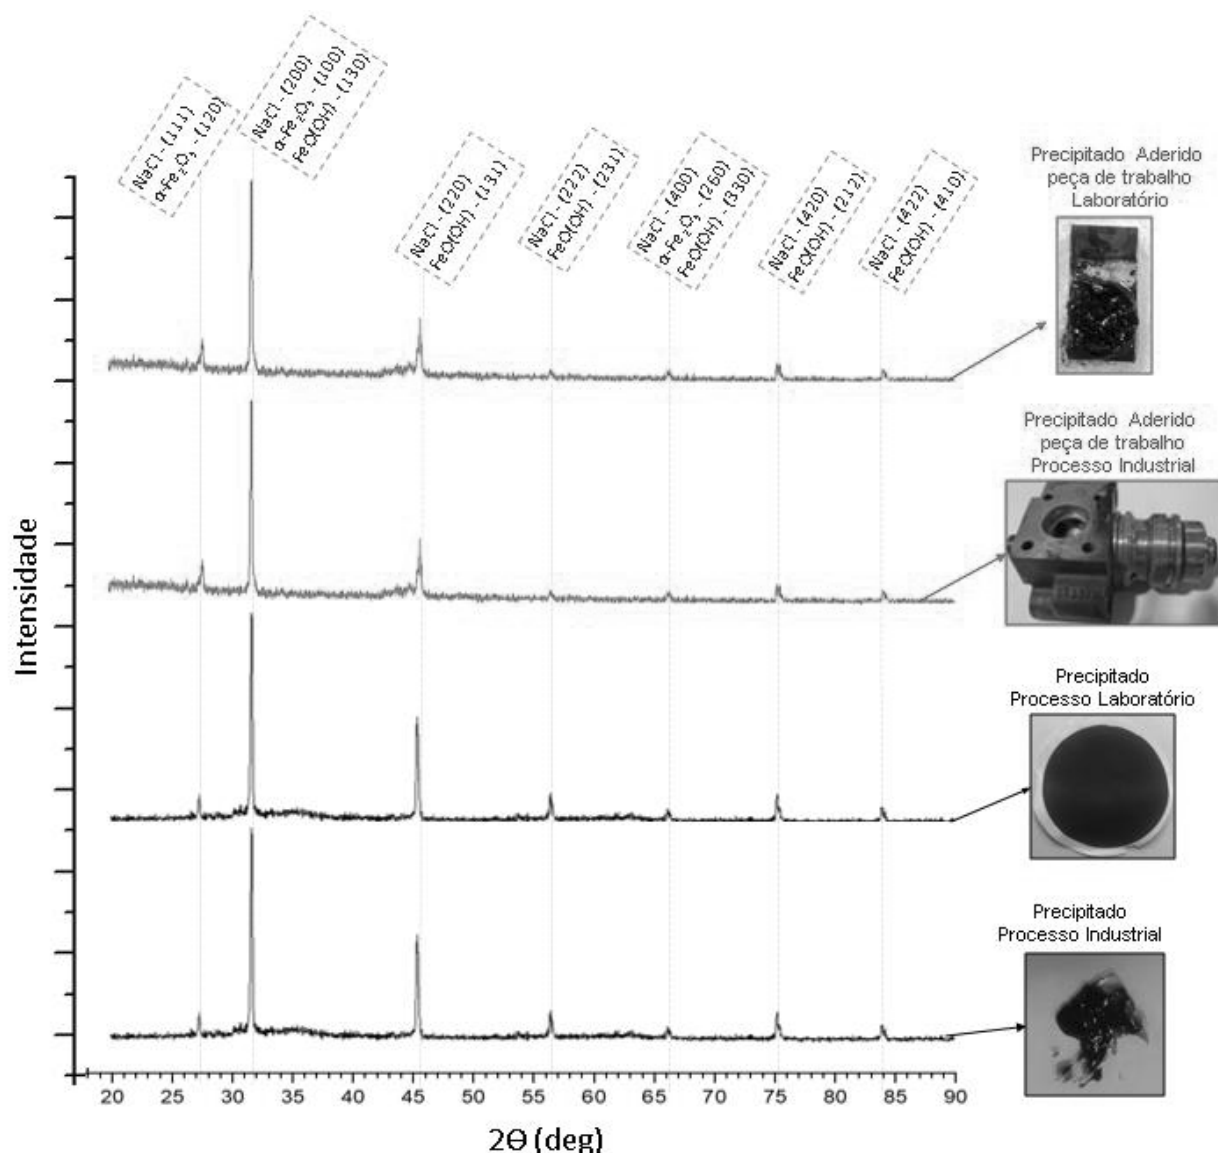 NaCl - (111)
α-Fe₂O₃ - (120)
NaCl - (200)
α-Fe₂O₃ - (100)
FeO(OH) - (130)
NaCl - (220)
FeO(OH) - (131)
NaCl - (222)
FeO(OH) - (231)
NaCl - (400)
α-Fe₂O₃ - (260)
FeO(OH) - (330)
NaCl - (420)
FeO(OH) - (212)
NaCl - (422)
FeO(OH) - (410)
Precipitado Aderido
peça de trabalho
Laboratório
Precipitado Aderido
peça de trabalho
Processo Industrial
Precipitado
Processo Laboratório
Precipitado
Processo Industrial
Intensidade
20 25 30 35 40 45 50 55 60 65 70 75 80 85 90
2Θ (deg)